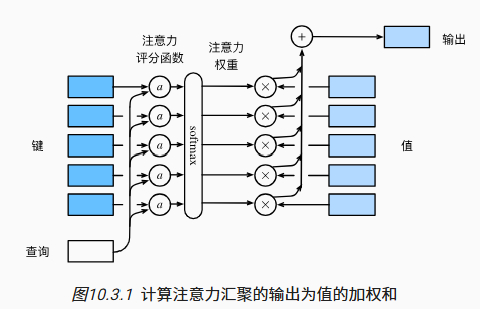 注意力
评分函数
注意力
权重
+
输出
键
a
a
a
a
a
softmax
×
×
×
×
×
值
查询
图10.3.1 计算注意力汇聚的输出为值的加权和